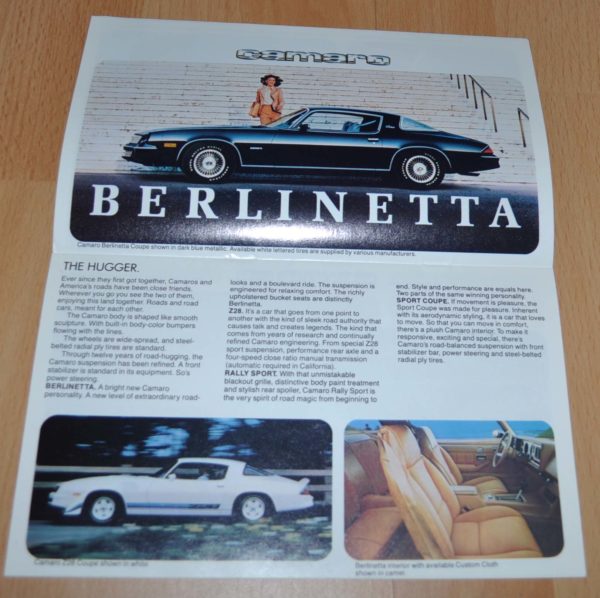 camaro
BERLINETTA
Camaro Berlinetta Coupe shown in dark blue metallic. Available white lettered tires are supplied by various manufacturers.
THE HUGGER.
Ever since they first got together, Camaros and
America's roads have been close friends.
Wherever you go you see the two of them,
enjoying this land together. Roads and road
cars, meant for each other.
The Camaro body is shaped like smooth
sculpture. With built-in body-color bumpers
flowing with the lines.
The wheels are wide-spread, and steel-
belted radial ply tires are standard.
Through twelve years of road-hugging, the
Camaro suspension has been refined. A front
stabilizer is standard in its equipment. So's
power steering.
BERLINETTA. A bright new Camaro
personality. A new level of extraordinary road-
looks and a boulevard ride. The suspension is
engineered for relaxing comfort. The richly
upholstered bucket seats are distinctly
Berlinetta.
Z28. It's a car that goes from one point to
another with the kind of sleek road authority that
causes talk and creates legends. The kind that
comes from years of research and continually
refined Camaro engineering. From special Z28
sport suspension, performance rear axle and a
four-speed close ratio manual transmission
(automatic required in California).
RALLY SPORT. With that unmistakable
blackout grille, distinctive body paint treatment
and stylish rear spoiler, Camaro Rally Sport is
the very spirit of road magic from beginning to
end. Style and performance are equals here.
Two parts of the same winning personality.
SPORT COUPE. If movement is pleasure, the
Sport Coupe was made for pleasure. Inherent
with its aerodynamic styling, it is a car that loves
to move. So that you can move in comfort,
there's a plush Camaro interior. To make it
responsive, exciting and special, there's
Camaro's road-balanced suspension with front
stabilizer bar, power steering and steel-belted
radial ply tires.
Camaro Z28 Coupe shown in white.
Berlinetta interior with available Custom Cloth
shown in camel.